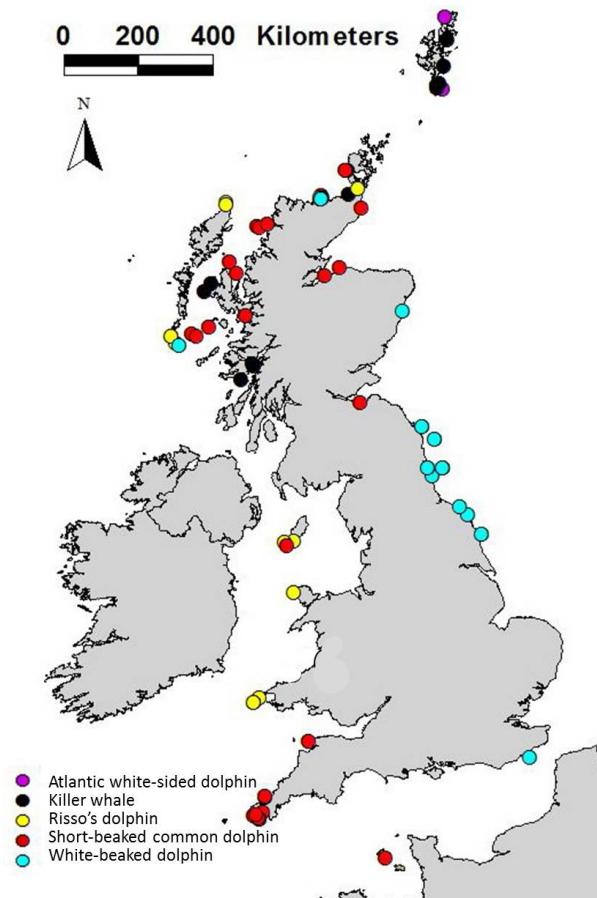 0 200 400 Kilometers
N
Atlantic white-sided dolphin
Killer whale
Risso's dolphin
Short-beaked common dolphin
White-beaked dolphin